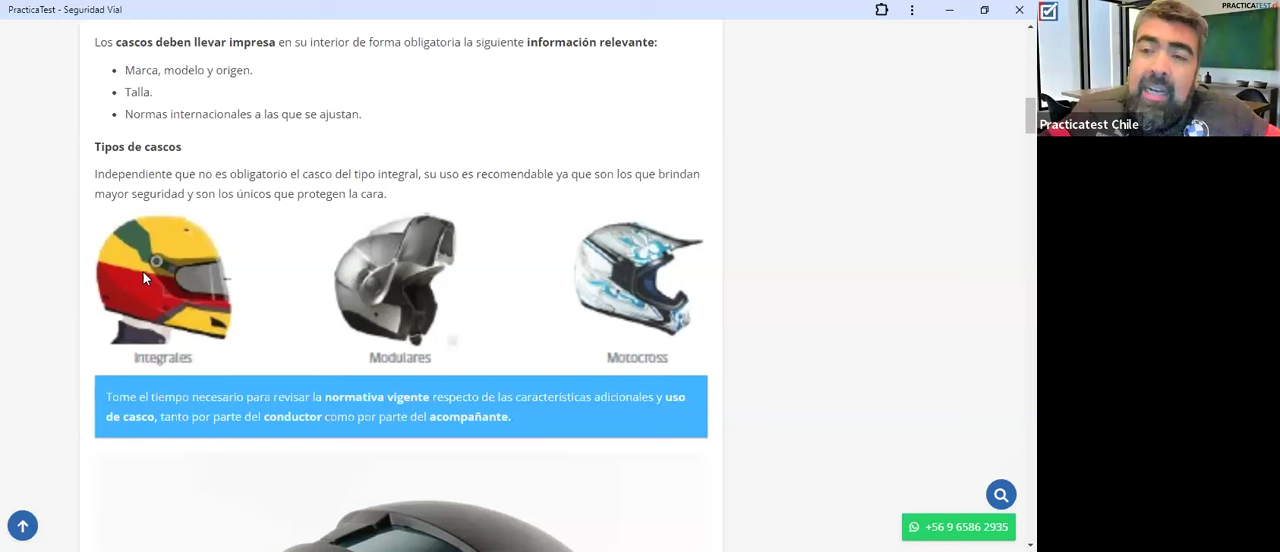 PracticaTest - Seguridad Vial
PRACTICATEST
Los cascos deben llevar impresa en su interior de forma obligatoria la siguiente información relevante:
• Marca, modelo y origen.
• Talla.
• Normas internacionales a las que se ajustan.
Practicatest Chile
Tipos de cascos
Independiente que no es obligatorio el casco del tipo integral, su uso es recomendable ya que son los que brindan
mayor seguridad y son los únicos que protegen la cara.
Integrales
Modulares
Motocross
Tome el tiempo necesario para revisar la normativa vigente respecto de las características adicionales y uso
de casco, tanto por parte del conductor como por parte del acompañante.
+56 9 6586 2935